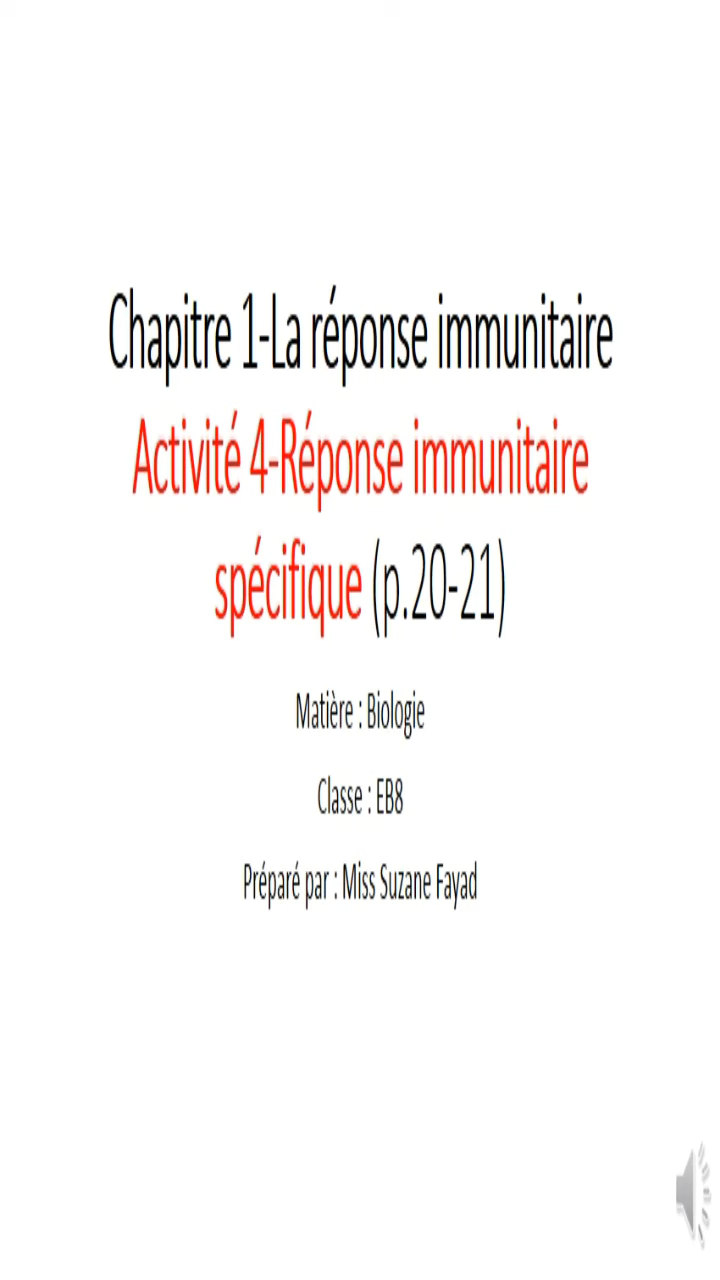 Chapitre 1-La réponse immunitaire
Activité 4-Réponse immunitaire
spécifique (p.20-21)
Matière : Biologie
Classe : EB8
Préparé par : Miss Suzane Fayad